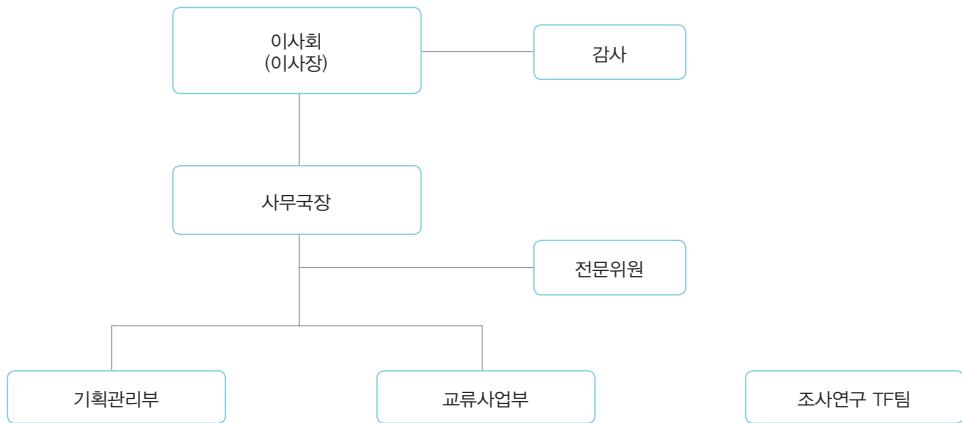 이사회
(이사장)
감사
사무국장
전문위원
기획관리부
교류사업부
조사연구 TF팀